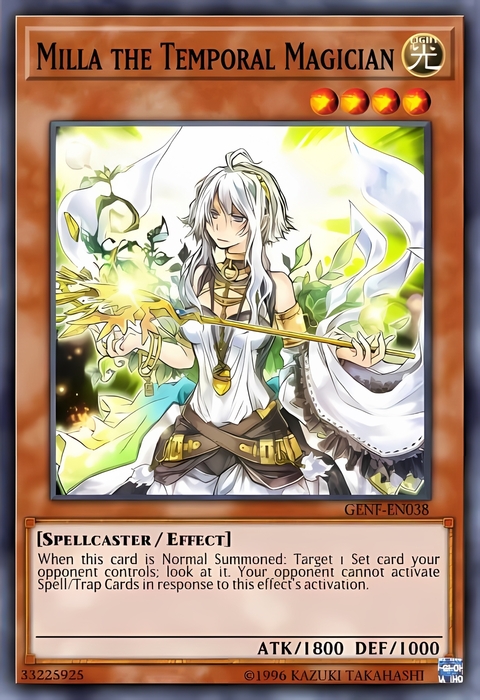 MILLA THE TEMPORAL MAGICIAN
光
GENF-EN038
[SPELLCASTER / EFFECT]
When this card is Normal Summoned: Target 1 Set card your
opponent controls; look at it. Your opponent cannot activate
Spell/Trap Cards in response to this effect's activation.
ATK/1800 DEF/1000
33225925
©1996 KAZUKI TAKAHASHI